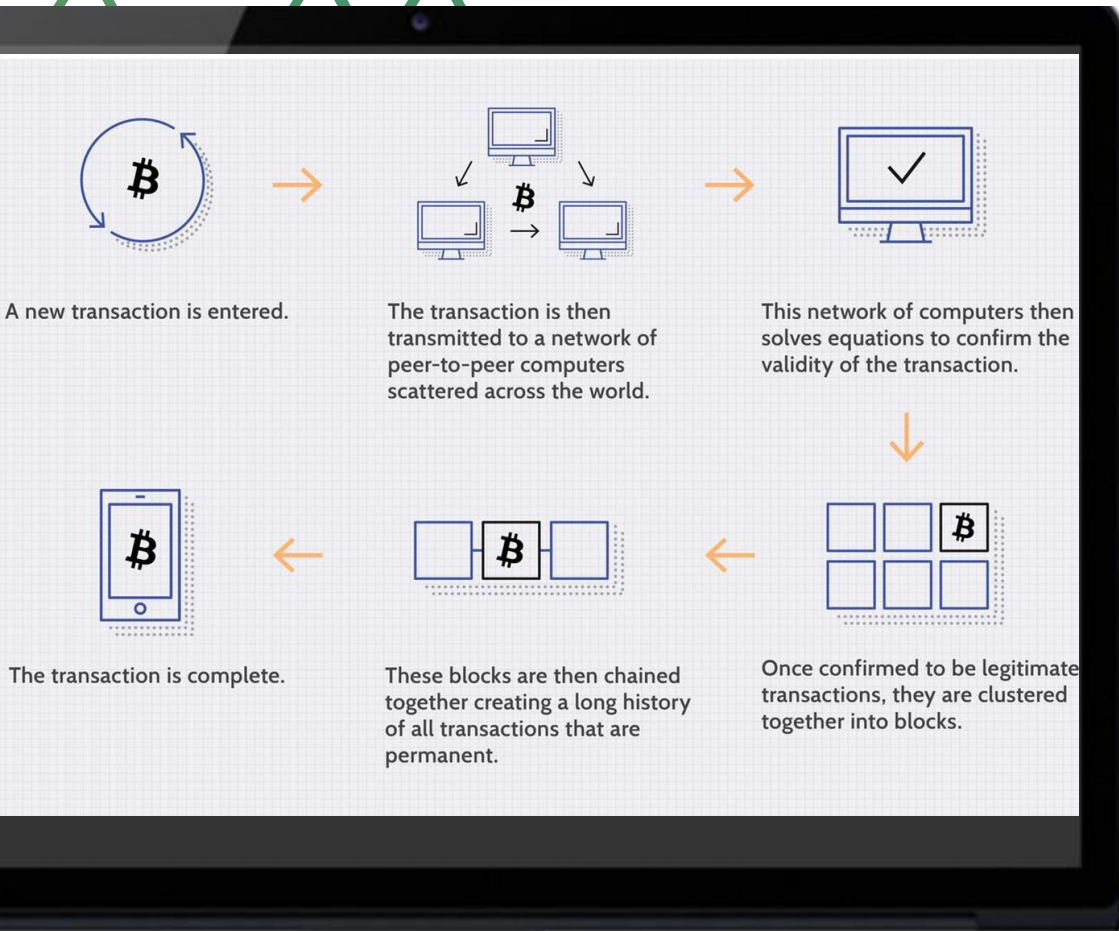 A new transaction is entered.
The transaction is then
transmitted to a network of
peer-to-peer computers
scattered across the world.
This network of computers then
solves equations to confirm the
validity of the transaction.
The transaction is complete.
These blocks are then chained
together creating a long history
of all transactions that are
permanent.
Once confirmed to be legitimate
transactions, they are clustered
together into blocks.